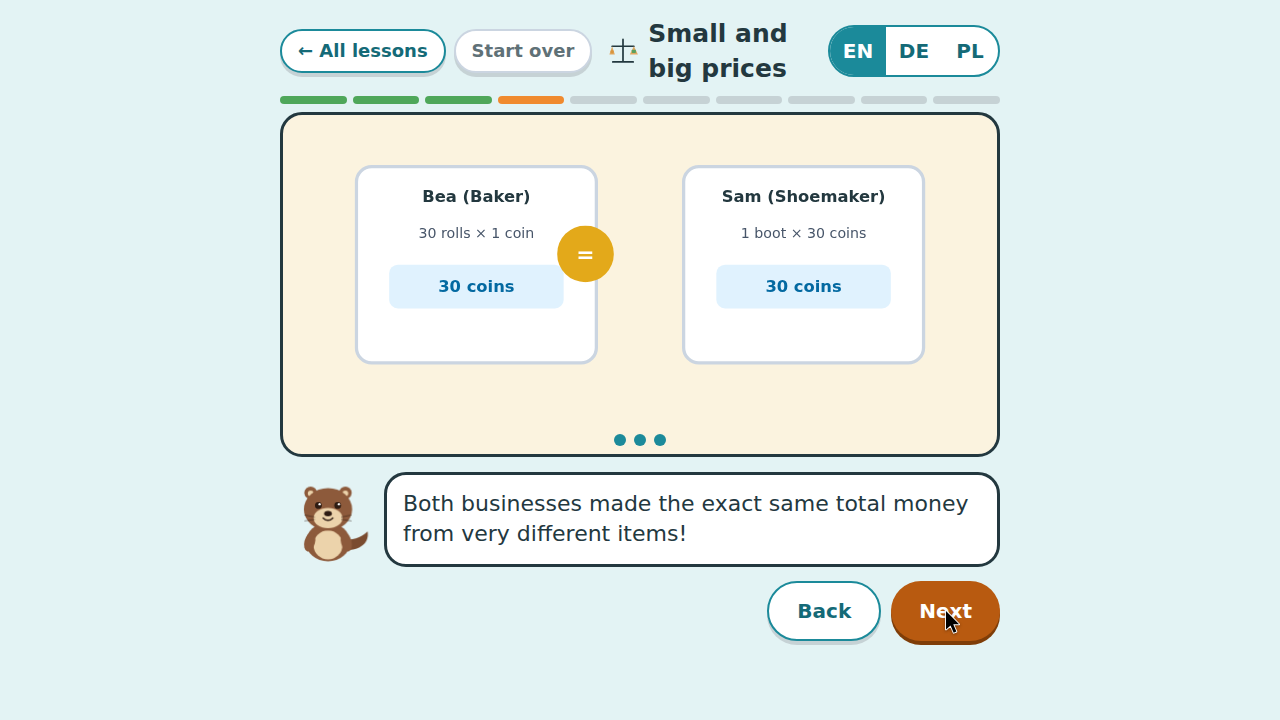 ← All lessons
Start over
Small and
big prices
EN
DE
PL
Bea (Baker)
30 rolls × 1 coin
30 coins
=
Sam (Shoemaker)
1 boot × 30 coins
30 coins
Both businesses made the exact same total money
from very different items!
Back
Next